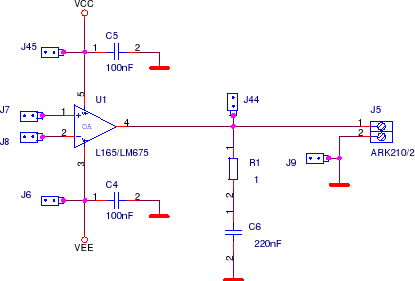 VCC
J45
1
C5
2
100nF
5
J7
1
U1
OA
4
J44
1
J5
J8
2
L165/LM675
3
2
J9
ARK210/2
1
R1
1
2
J6
1
C4
2
100nF
1
C6
220nF
2
VEE